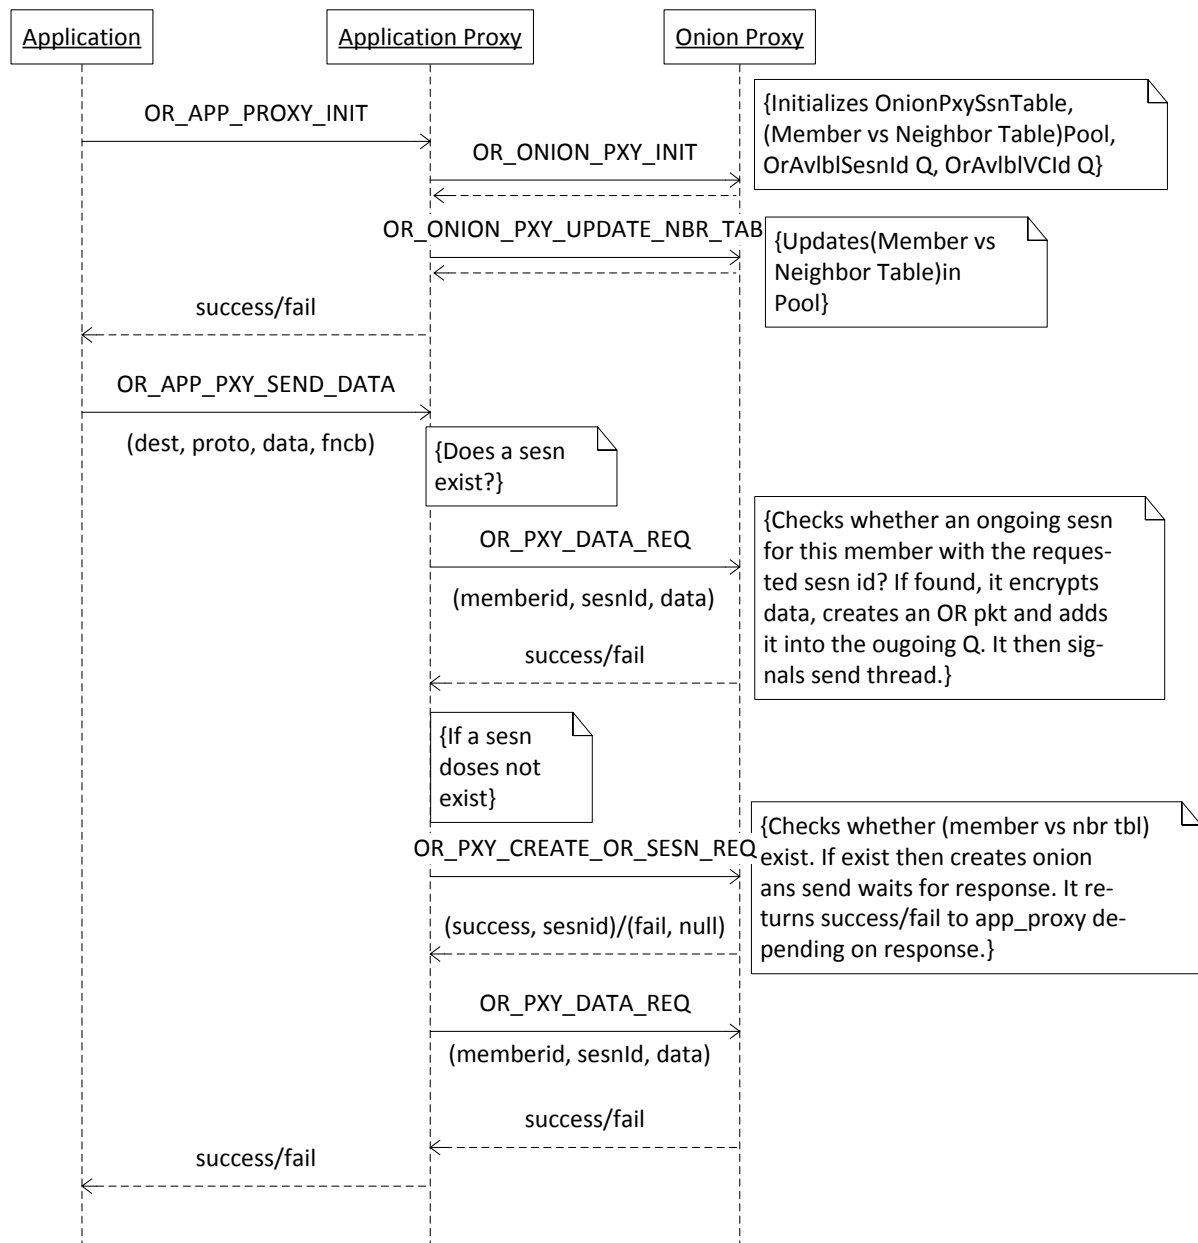 Application
Application Proxy
Onion Proxy
OR_APP_PROXY_INIT
{Initializes OnionPxySsnTable,
(Member vs Neighbor Table)Pool,
OrAvlblSesnId Q, OrAvlblVCId Q}
OR_ONION_PXY_INIT
OR_ONION_PXY_UPDATE_NBR_TAB
{Updates(Member vs
Neighbor Table)in
Pool}
success/fail
OR_APP_PXY_SEND_DATA
(dest, proto, data, fncb)
{Does a sesn
exist?}
{Checks whether an ongoing sesn
for this member with the reques-
ted sesn id? If found, it encrypts
data, creates an OR pkt and adds
it into the ougoing Q. It then sig-
nals send thread.}
OR_PXY_DATA_REQ
(memberid, sesnId, data)
success/fail
{If a sesn
doses not
exist}
OR_PXY_CREATE_OR_SESN_REQ
{Checks whether (member vs nbr tbl)
exist. If exist then creates onion
ans send waits for response. It re-
turns success/fail to app_proxy de-
pending on response.}
(success, sesnid)/(fail, null)
OR_PXY_DATA_REQ
(memberid, sesnId, data)
success/fail
success/fail